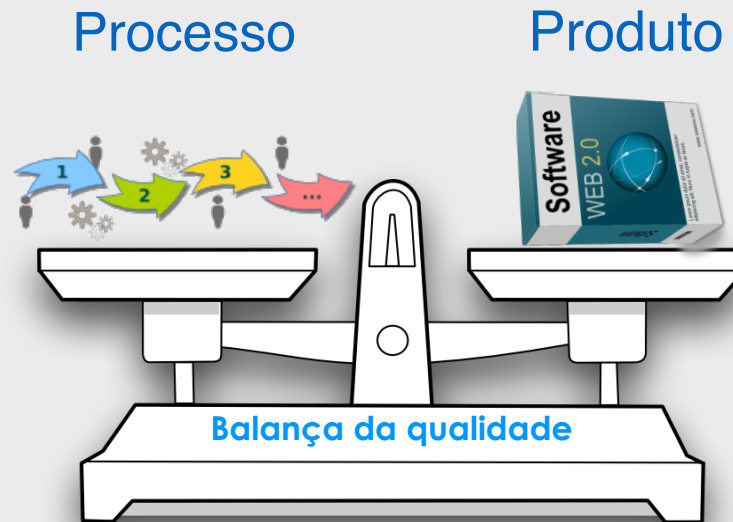 Processo
Produto
1
2
3
...
Software
WEB 2.0
Balança da qualidade